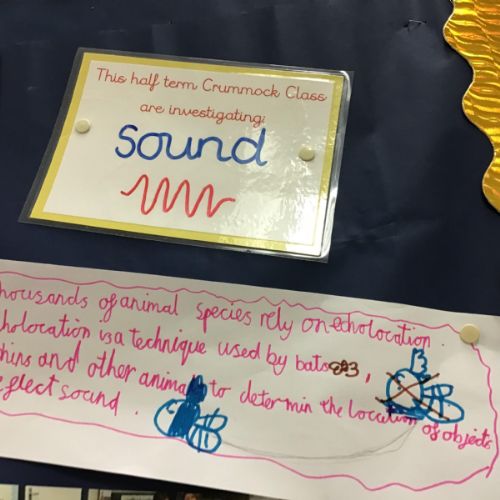 This half term Crummock Class
are investigating:
Sound
housands of animal species rely on echolocation.
holocation is a technique used by bats,
hins and other animals to determin the location of objects
eflect sound.